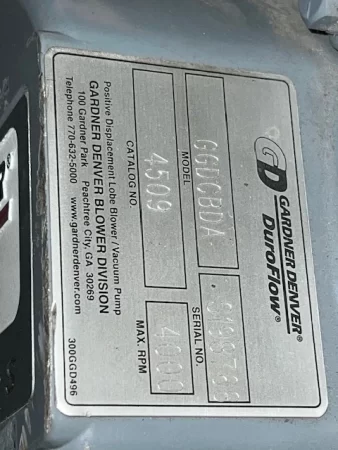 GD GARDNER DENVER®
DuroFlow®
GGDCBDA
MODEL
SERIAL NO.
4509
4000
CATALOG NO.
MAX. RPM
Positive Displacement Lobe Blower / Vacuum Pump
GARDNER DENVER BLOWER DIVISION
100 Gardner Park Peachtree City, GA 30269
Telephone 770-632-5000 www.gardnerdenver.com
300GGD496